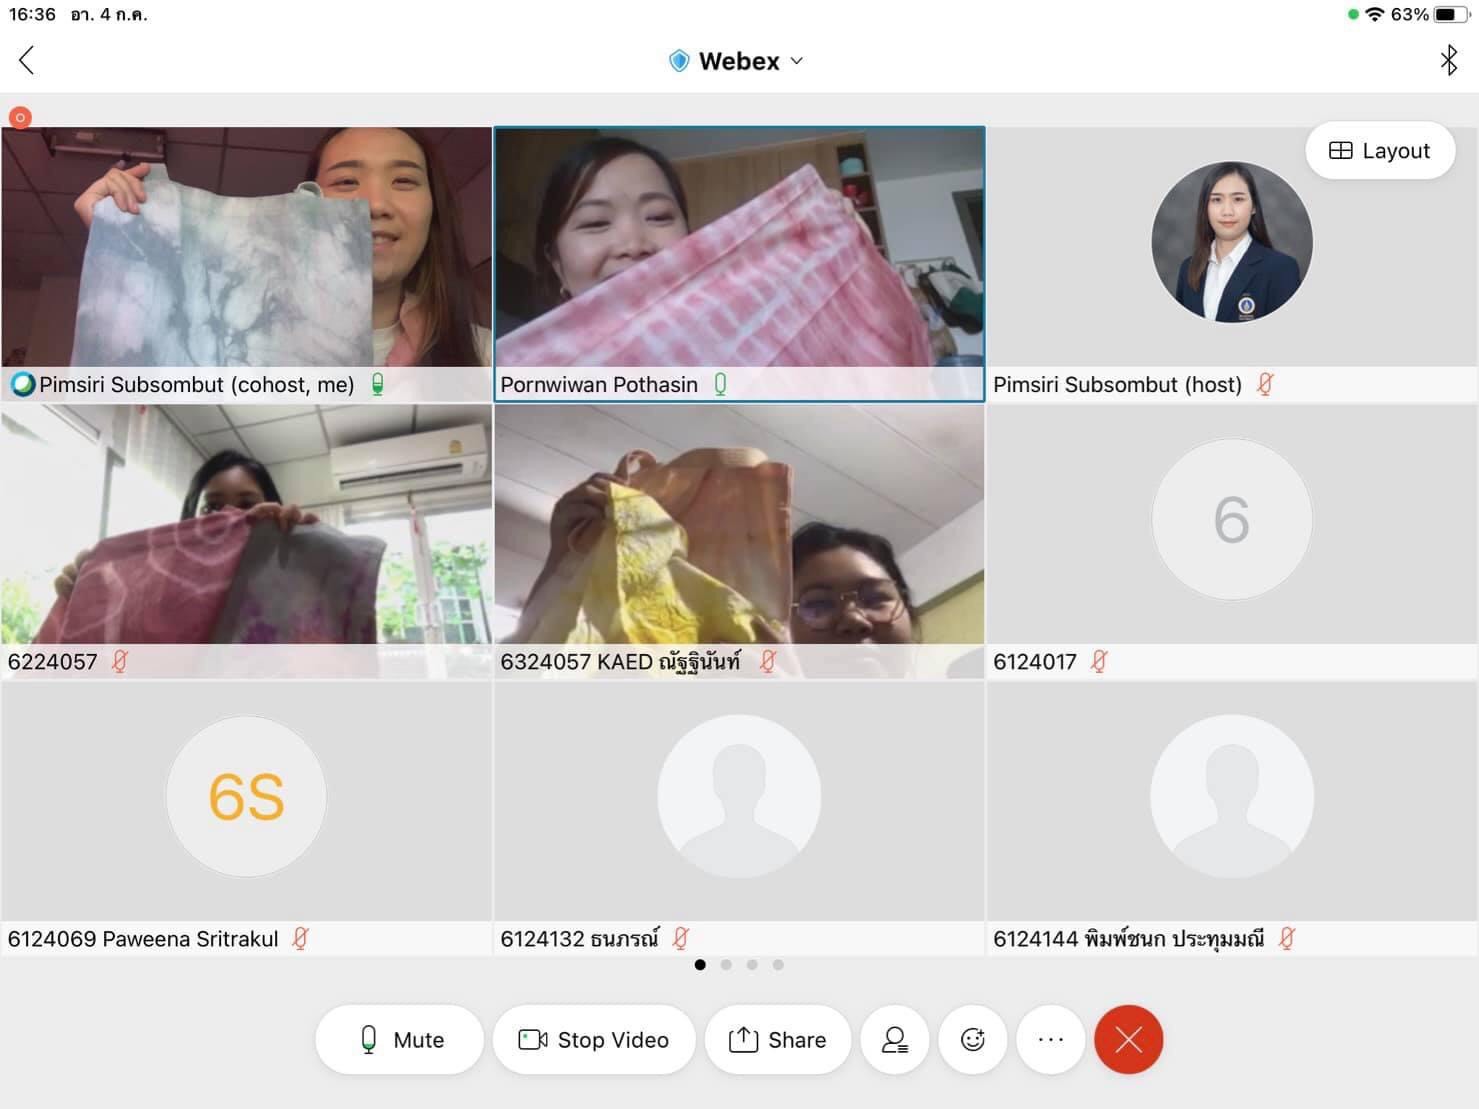 16:36 อา. 4 ก.ค.
63%
Webex
Layout
Pimsiri Subsombut (cohost, me)
Pornwiwan Pothasin
Pimsiri Subsombut (host)
6
6224057
6324057 KAED ณัฐฐินันท์
6124017
6S
6124069 Paweena Sritrakul
6124132 ธนภรณ์
6124144 พิมพ์ชนก ประทุมมณี
Mute
Stop Video
Share